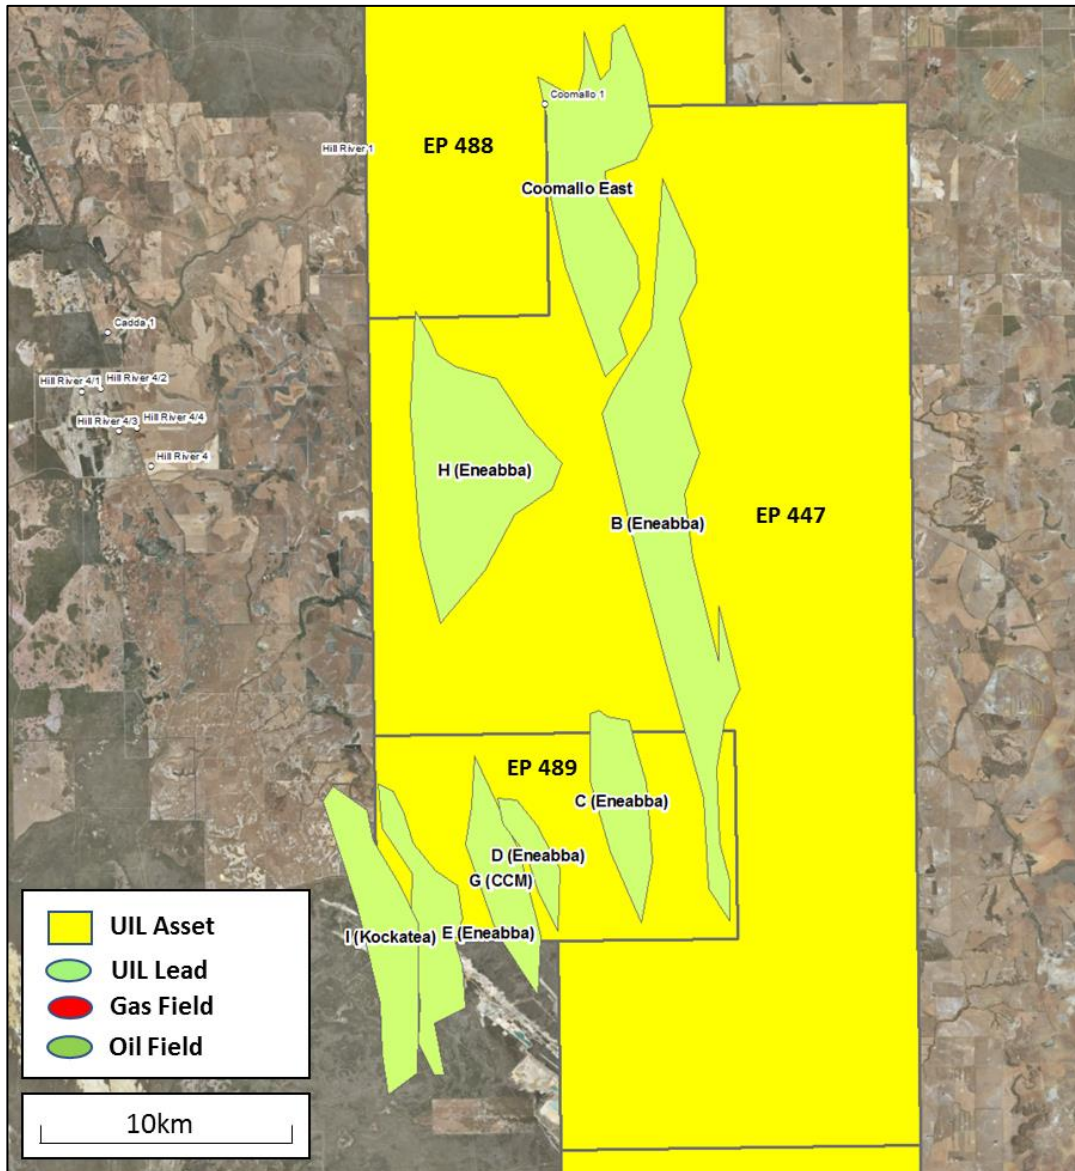 Coomallo 1
EP 488
Hill River 1
Coomallo East
Cadda 1
Hill River 4/1
Hill River 4/2
Hill River 4/3
Hill River 4/4
Hill River 4
H (Eneabba)
B (Eneabba)
EP 447
EP 489
C (Eneabba)
D (Eneabba)
G (CCM)
I (Kockatea)
E (Eneabba)
UIL Asset
UIL Lead
Gas Field
Oil Field
10km